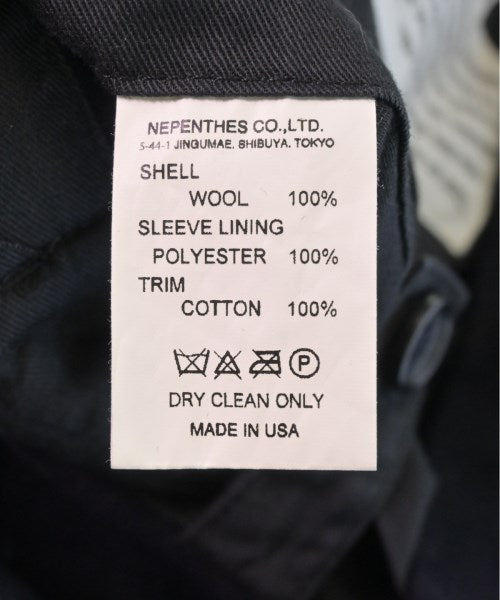 NEPENTHES CO.,LTD.
5-44-1 JINGUMAE. SHIBUYA. TOKYO
SHELL
WOOL 100%
SLEEVE LINING
POLYESTER 100%
TRIM
COTTON 100%
P
DRY CLEAN ONLY
MADE IN USA